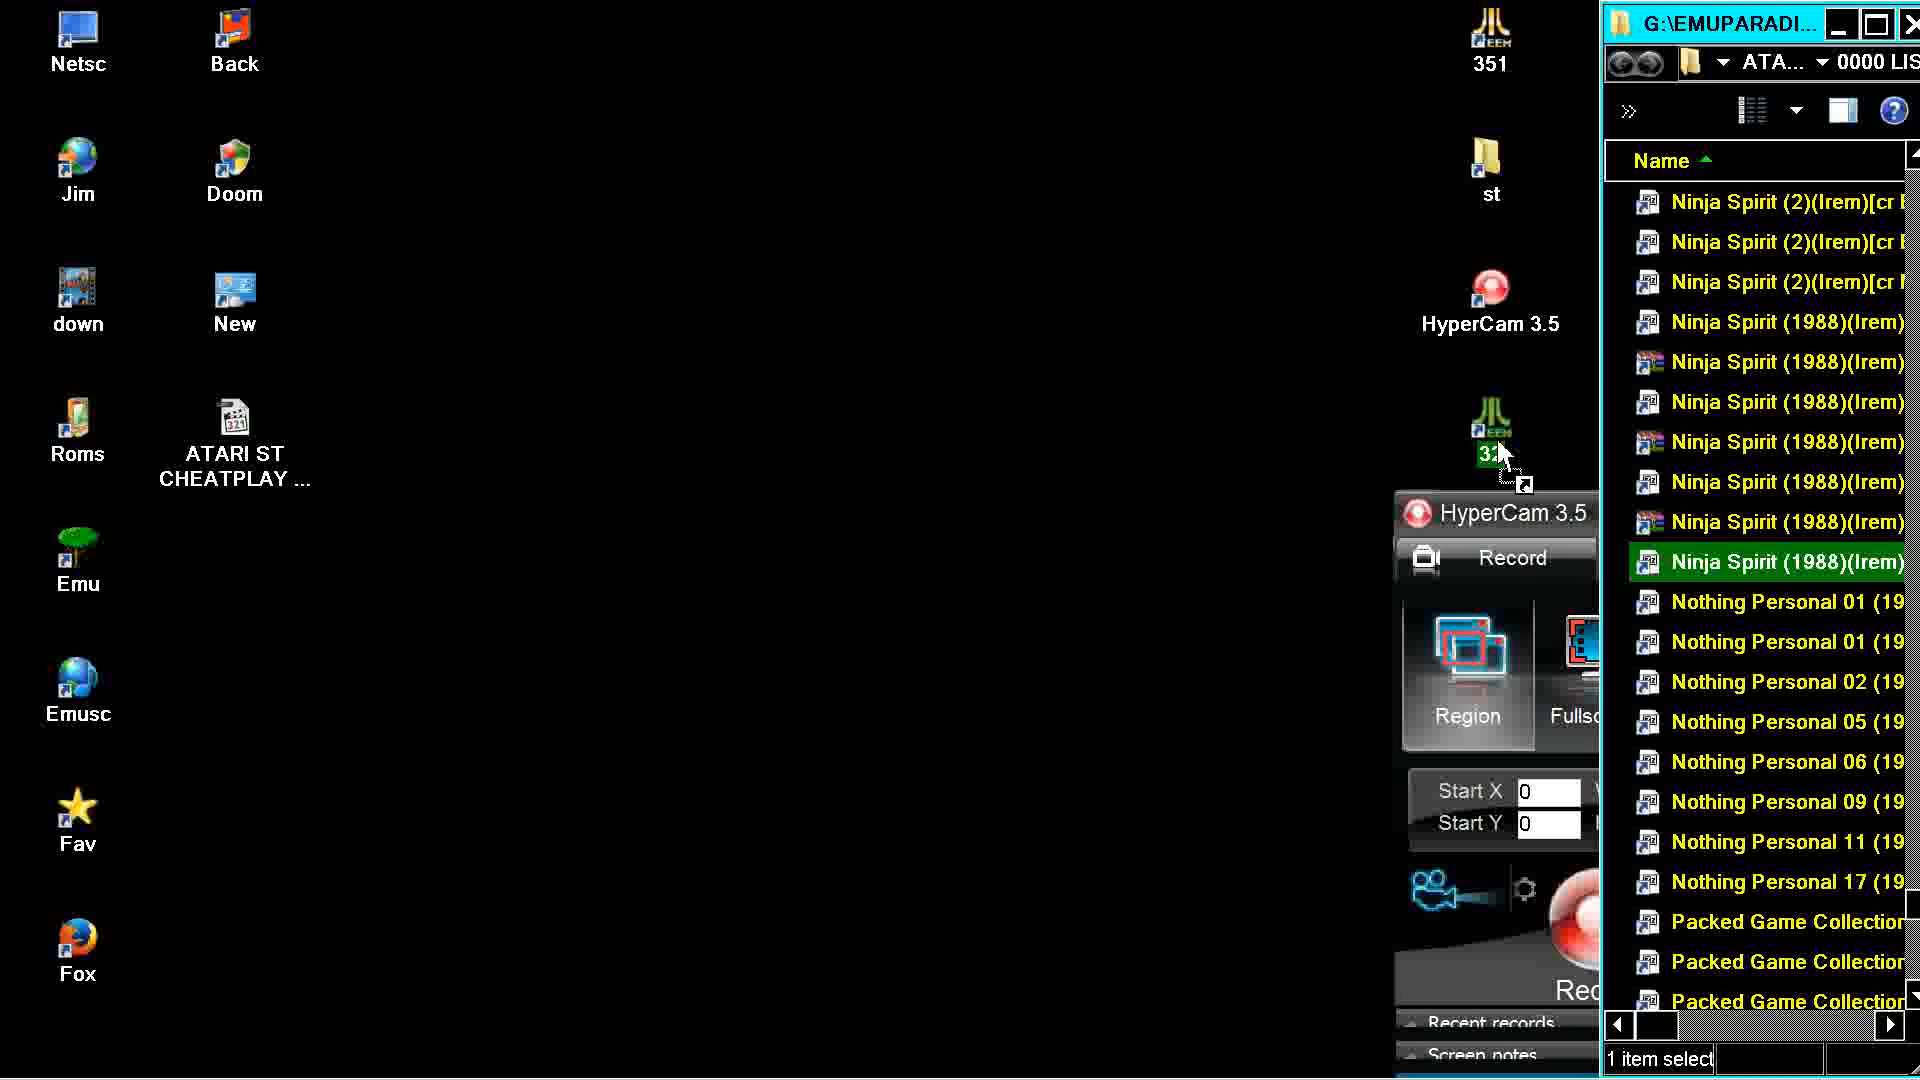 Netsc
Back
Jim
Doom
down
New
Roms
ATARI ST
CHEATPLAY ...
Emu
Emusc
Fav
Fox
351
st
HyperCam 3.5
HyperCam 3.5
Record
Region
Start X 0
Start Y 0
Recent records
Screen notes
G:\EMUPARADI...
ATA... 0000 LIS
Name
Ninja Spirit (2)(Irem)[cr
Ninja Spirit (2)(Irem)[cr
Ninja Spirit (2)(Irem)[cr
Ninja Spirit (1988)(Irem)
Ninja Spirit (1988)(Irem)
Ninja Spirit (1988)(Irem)
Ninja Spirit (1988)(Irem)
Ninja Spirit (1988)(Irem)
Ninja Spirit (1988)(Irem)
Ninja Spirit (1988)(Irem)
Nothing Personal 01 (19
Nothing Personal 01 (19
Nothing Personal 02 (19
Nothing Personal 05 (19
Nothing Personal 06 (19
Nothing Personal 09 (19
Nothing Personal 11 (19
Nothing Personal 17 (19
Packed Game Collection
Packed Game Collection
Packed Game Collection
1 item select